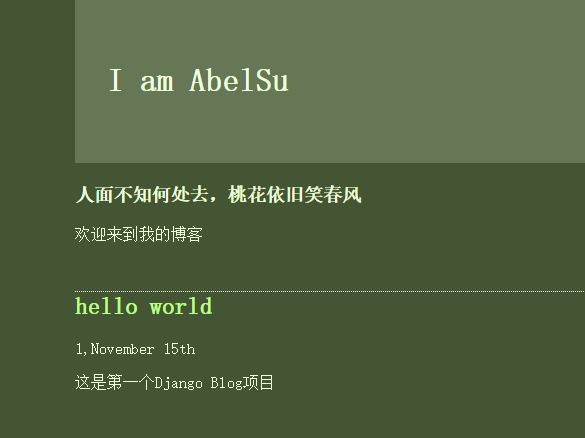 I am AbelSu
人面不知何处去，桃花依旧笑春风
欢迎来到我的博客
hello world
1,November 15th
这是第一个Django Blog项目